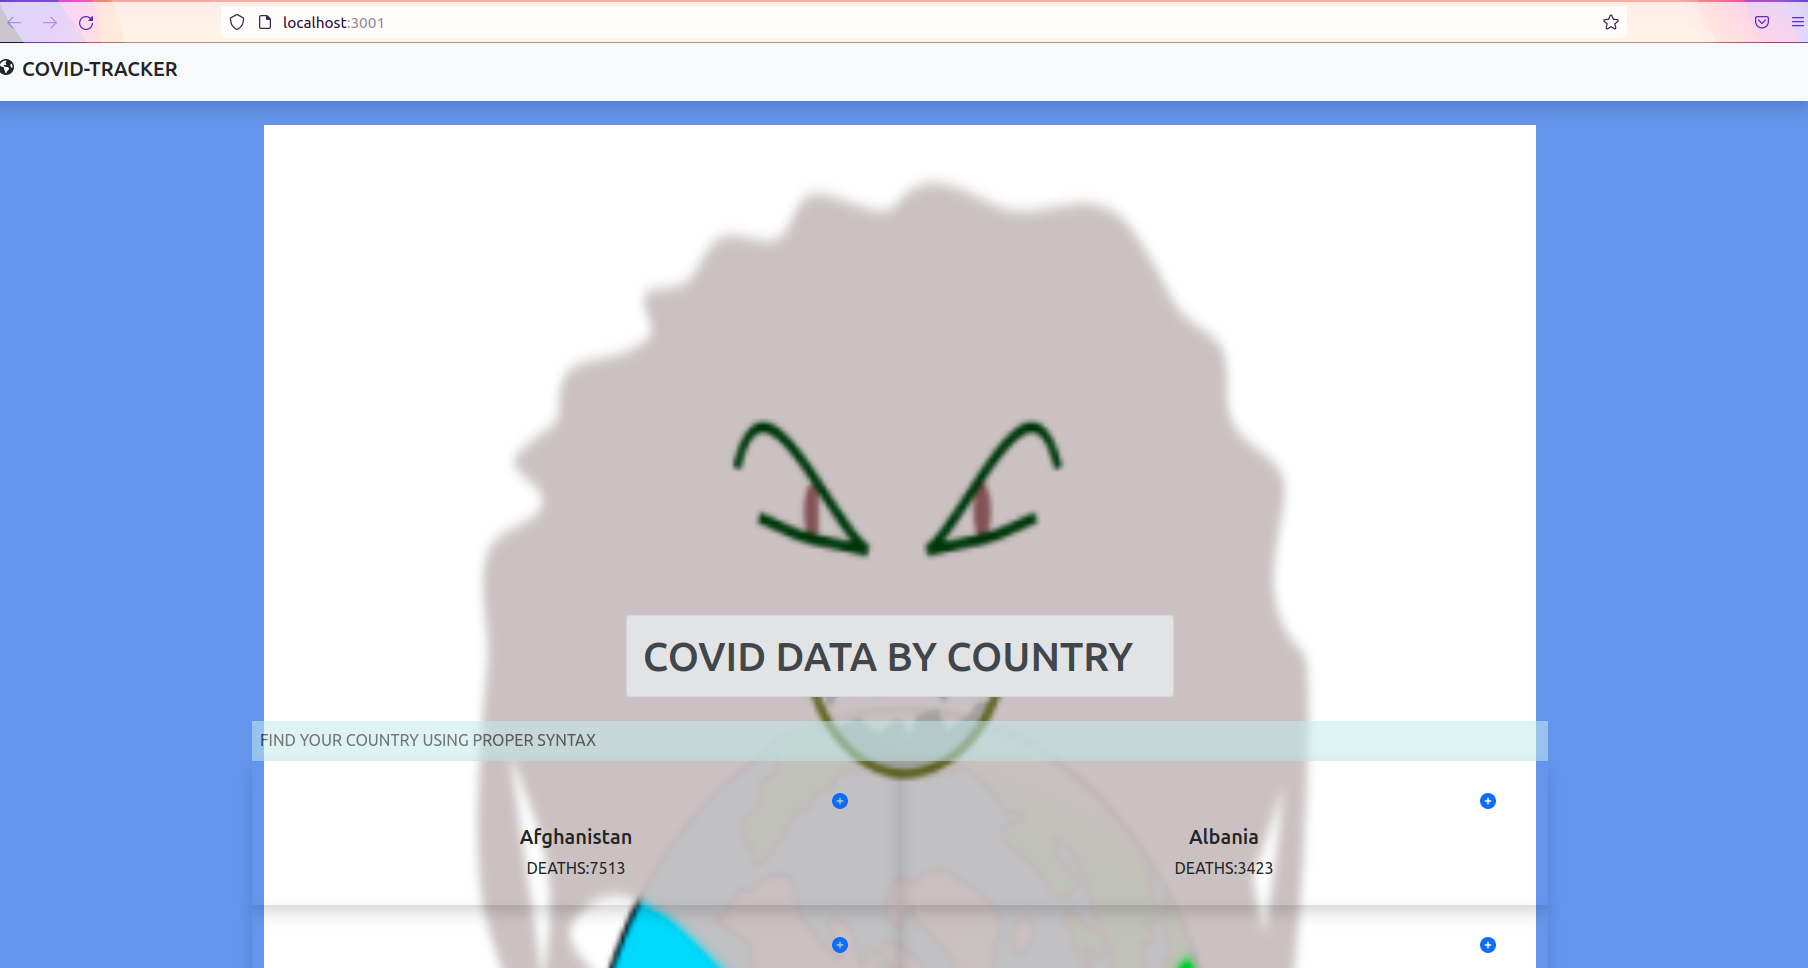 localhost:3001
COVID-TRACKER
COVID DATA BY COUNTRY
FIND YOUR COUNTRY USING PROPER SYNTAX
Afghanistan
DEATHS:7513
Albania
DEATHS:3423